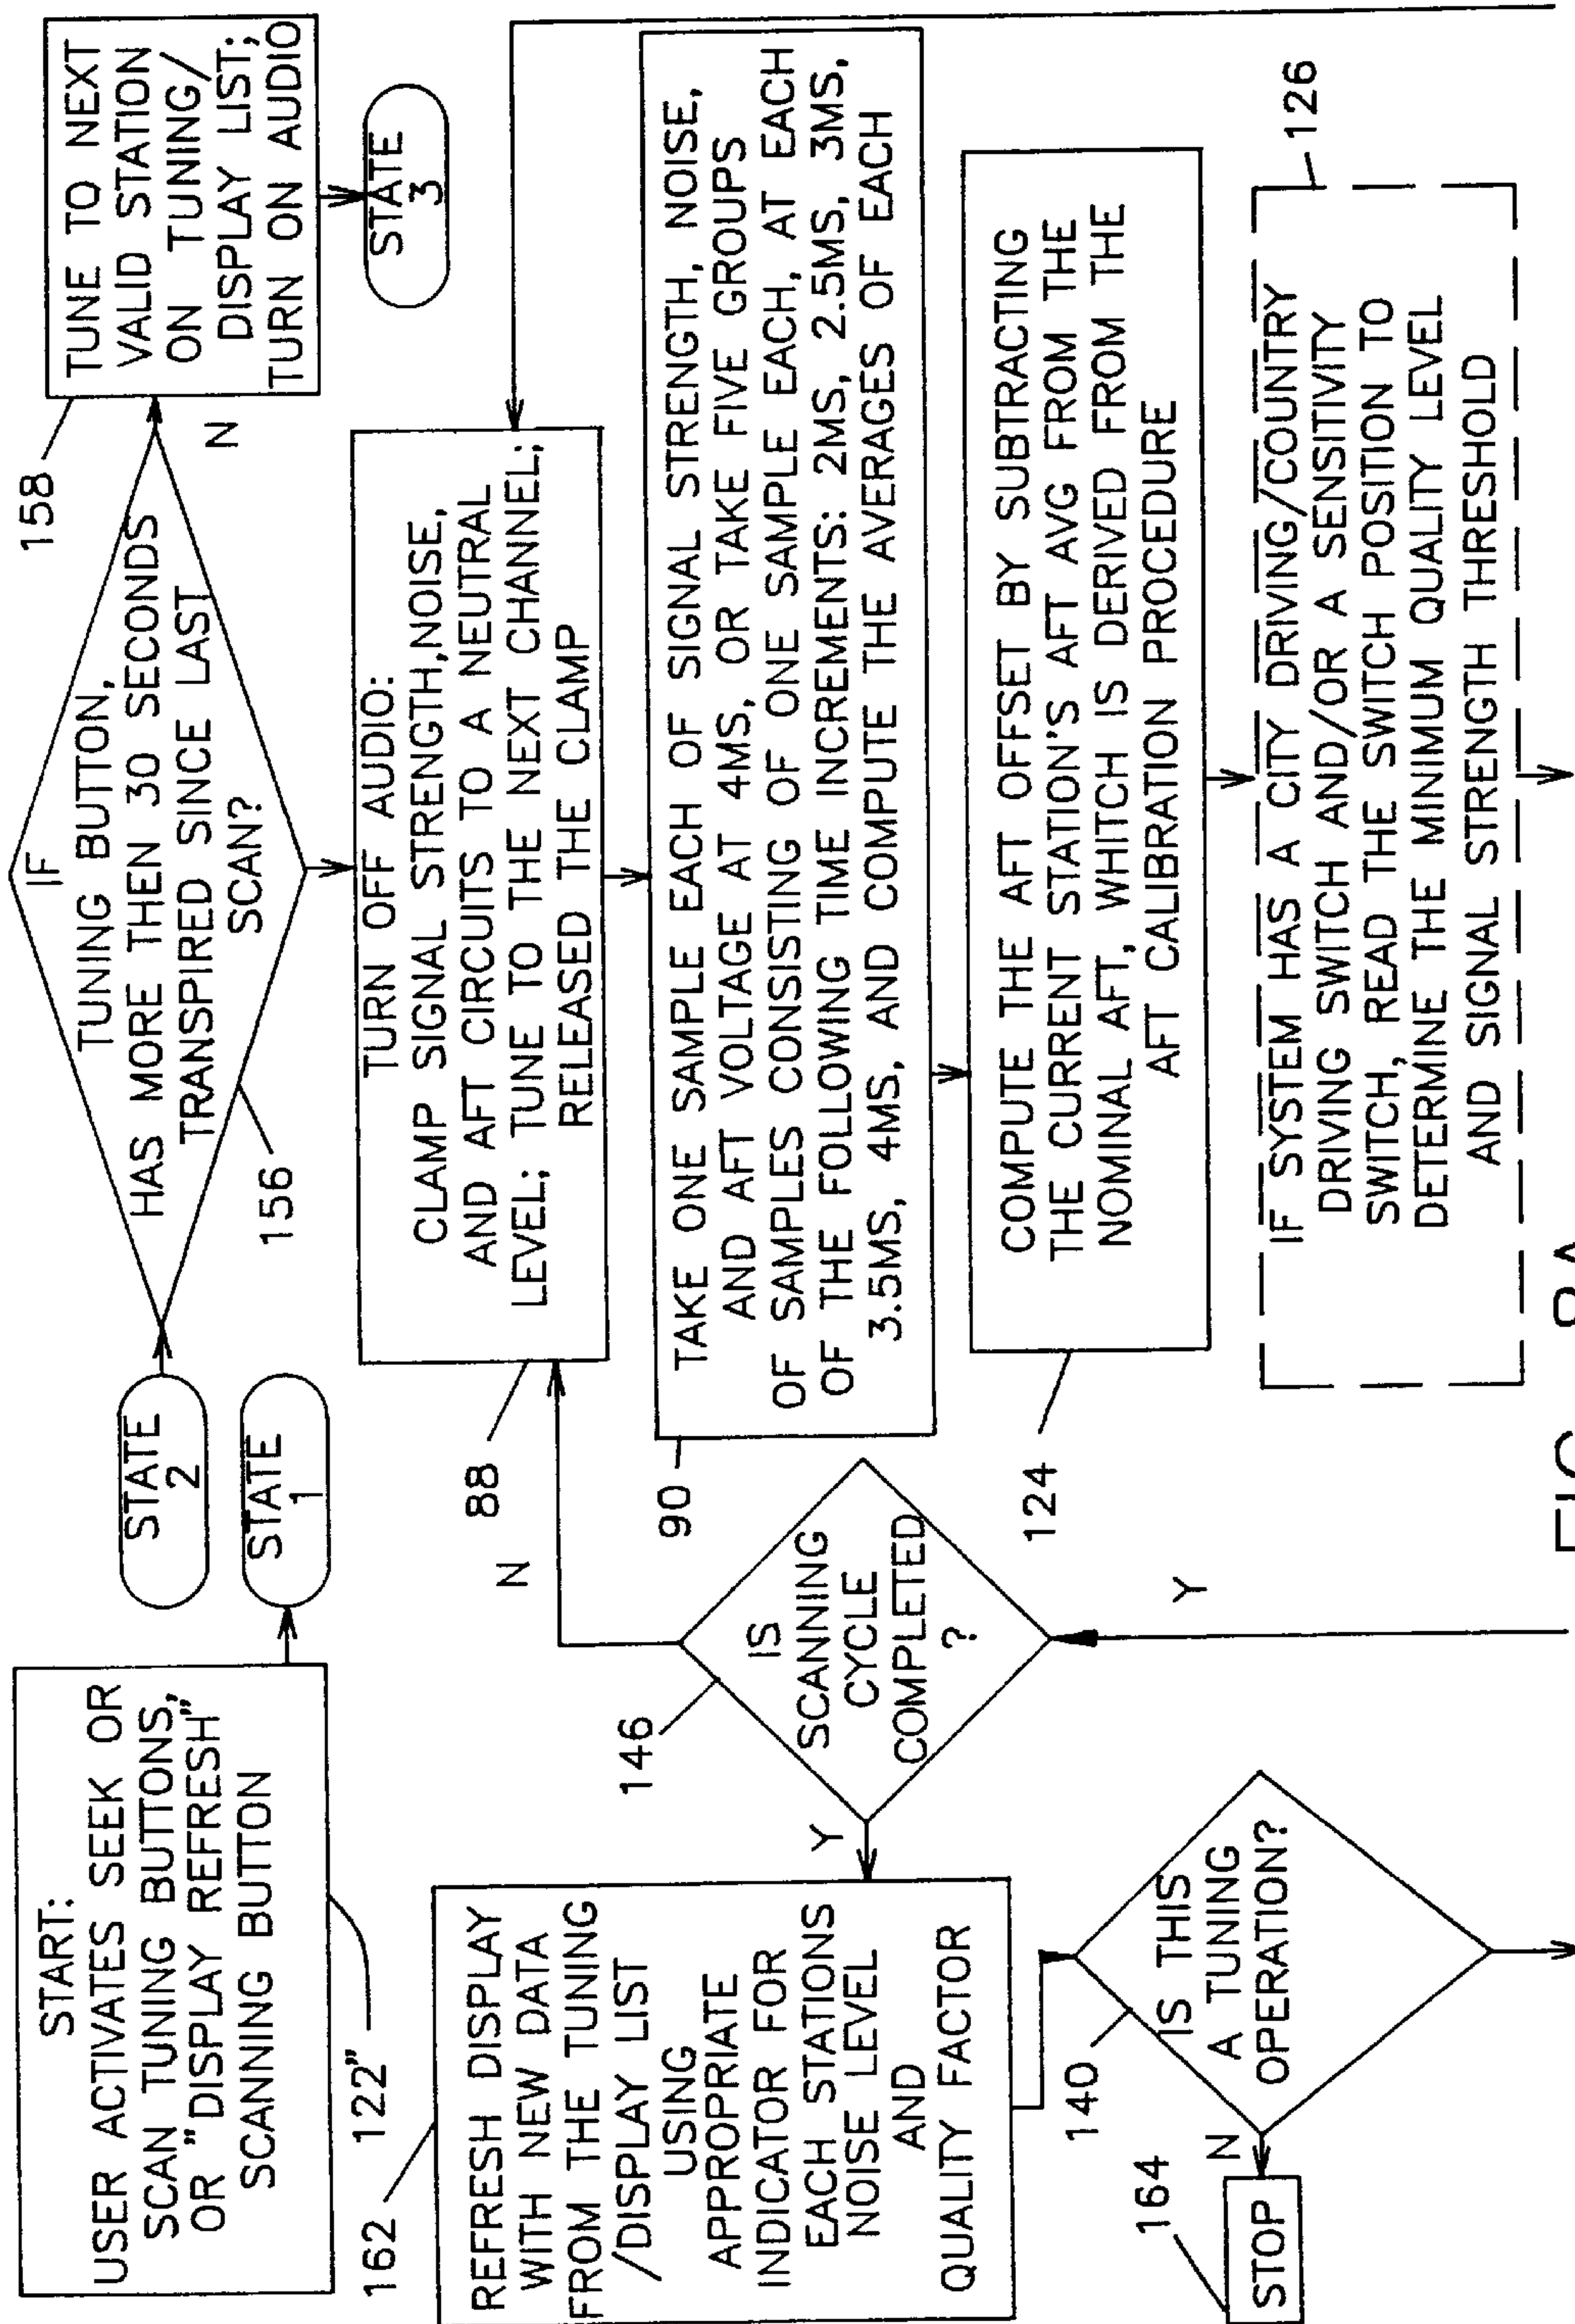 START:
USER ACTIVATES SEEK OR
SCAN TUNING BUTTONS,
OR "DISPLAY REFRESH"
SCANNING BUTTON
122"
STATE
2
STATE
1
IF
TUNING BUTTON,
HAS MORE THEN 30 SECONDS
TRANSPIRED SINCE LAST
SCAN?
156
N
158
TUNE TO NEXT
VALID STATION
ON TUNING/
DISPLAY LIST;
TURN ON AUDIO
STATE
3
TURN OFF AUDIO:
CLAMP SIGNAL STRENGTH,NOISE,
AND AFT CIRCUITS TO A NEUTRAL
LEVEL; TUNE TO THE NEXT CHANNEL;
RELEASED THE CLAMP
88
TAKE ONE SAMPLE EACH OF SIGNAL STRENGTH, NOISE,
AND AFT VOLTAGE AT 4MS, OR TAKE FIVE GROUPS
OF SAMPLES CONSISTING OF ONE SAMPLE EACH, AT EACH
OF THE FOLLOWING TIME INCREMENTS: 2MS, 2.5MS, 3MS,
3.5MS, 4MS, AND COMPUTE THE AVERAGES OF EACH
90
COMPUTE THE AFT OFFSET BY SUBTRACTING
THE CURRENT STATION'S AFT AVG FROM THE
NOMINAL AFT, WHITCH IS DERIVED FROM THE
AFT CALIBRATION PROCEDURE
124
IF SYSTEM HAS A CITY DRIVING/COUNTRY
DRIVING SWITCH AND/OR A SENSITIVITY
SWITCH, READ THE SWITCH POSITION TO
DETERMINE THE MINIMUM QUALITY LEVEL
AND SIGNAL STRENGTH THRESHOLD
126
N
IS
SCANNING
CYCLE
COMPLETED
?
146
Y
Y
REFRESH DISPLAY
WITH NEW DATA
FROM THE TUNING
/DISPLAY LIST
USING
APPROPRIATE
INDICATOR FOR
EACH STATIONS
NOISE LEVEL
AND
QUALITY FACTOR
162
IS THIS
A TUNING
OPERATION?
140
N
STOP
164